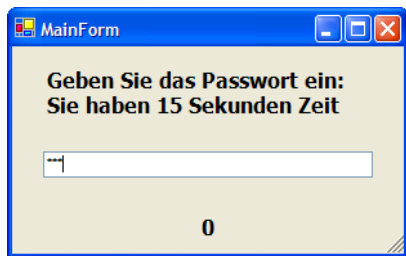 MainForm
Geben Sie das Passwort ein:
Sie haben 15 Sekunden Zeit
***
0